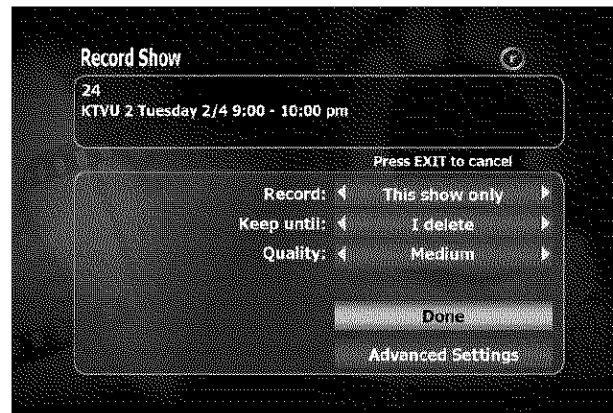 Record Show
r
24
KTVU 2 Tuesday 2/4 9:00 - 10:00 pm
Press EXIT to cancel
Record: This show only
Keep until: I delete
Quality: Medium
Done
Advanced Settings